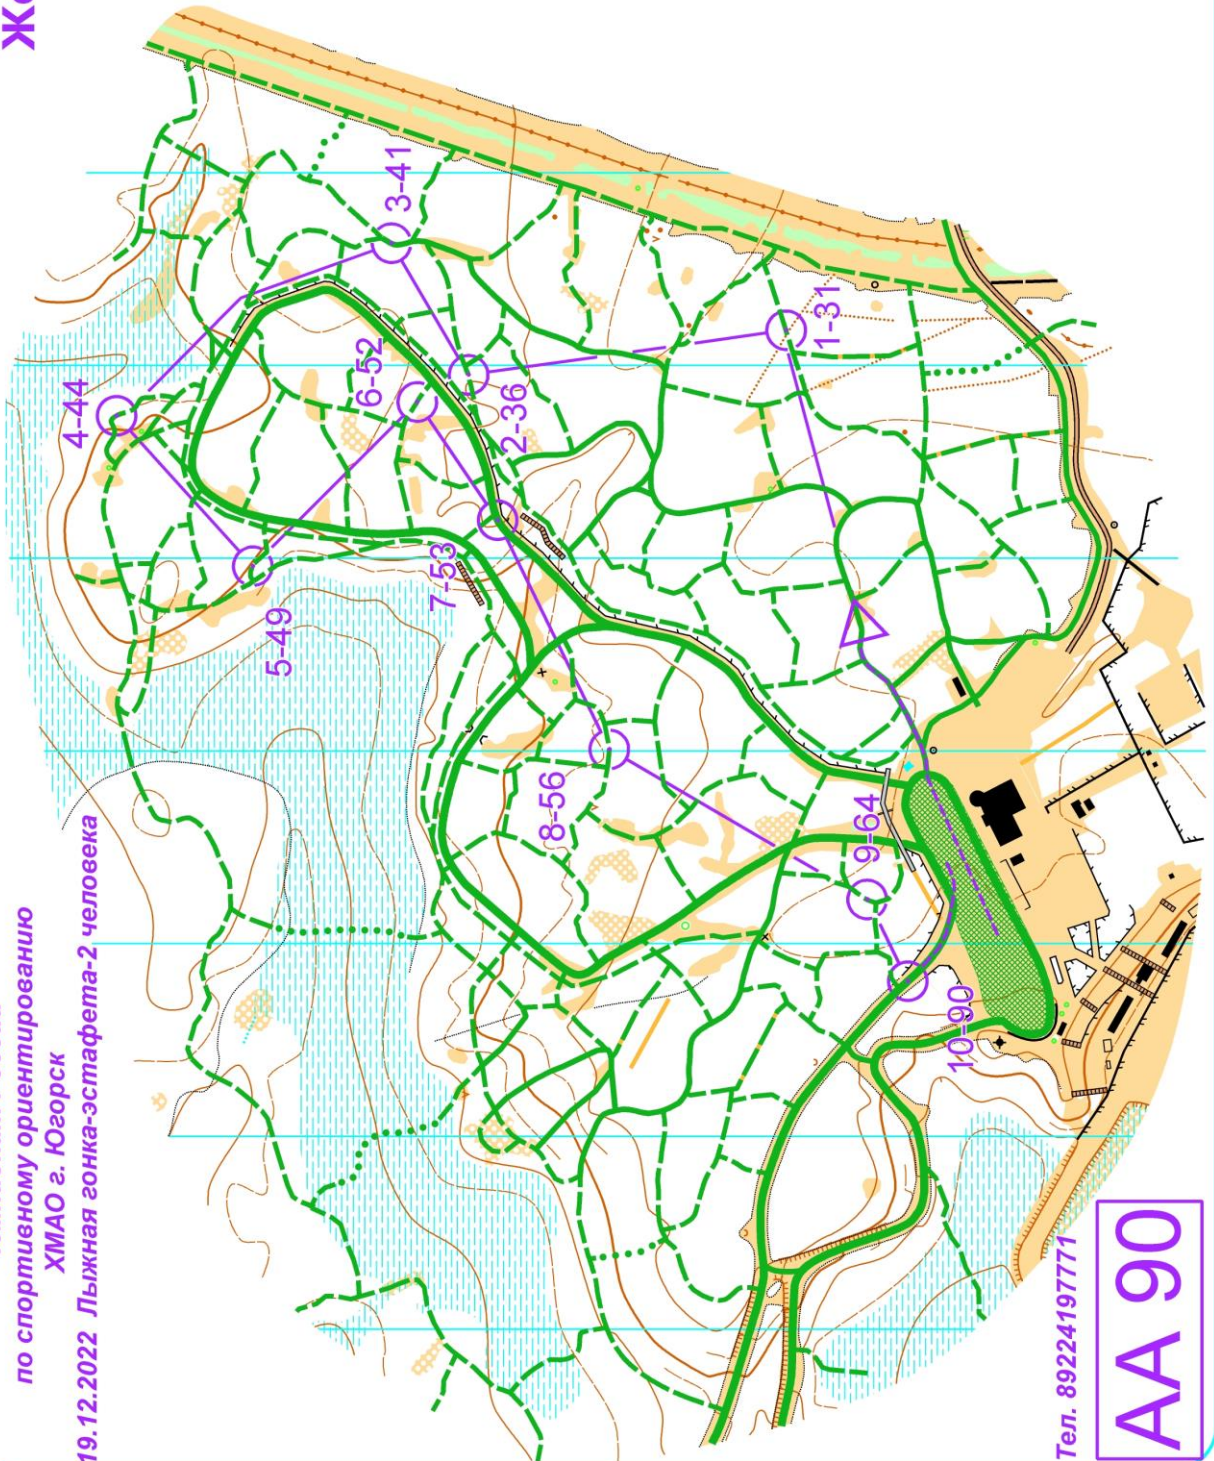 по спортивному ориентированию
ХМАО г. Югорск
19.12.2022 Лыжная гонка-эстафета-2 человека
3-41
4-44
6-52
2-36
1-31
7-53
5-49
8-56
9-64
10-90
Тел. 89224197771
АА 90